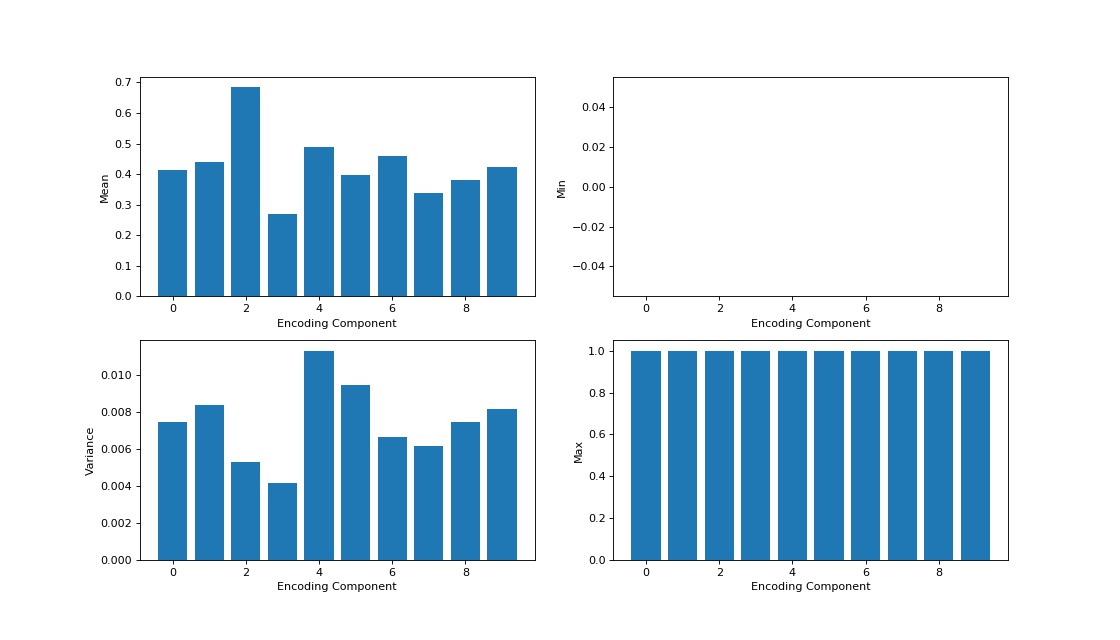 0.7
0.6
0.5
0.4
0.3
0.2
0.1
0.0
Mean
0 2 4 6 8
Encoding Component
0.04
0.02
0.00
−0.02
−0.04
Min
0 2 4 6 8
Encoding Component
0.010
0.008
0.006
0.004
0.002
0.000
Variance
0 2 4 6 8
Encoding Component
1.0
0.8
0.6
0.4
0.2
0.0
Max
0 2 4 6 8
Encoding Component